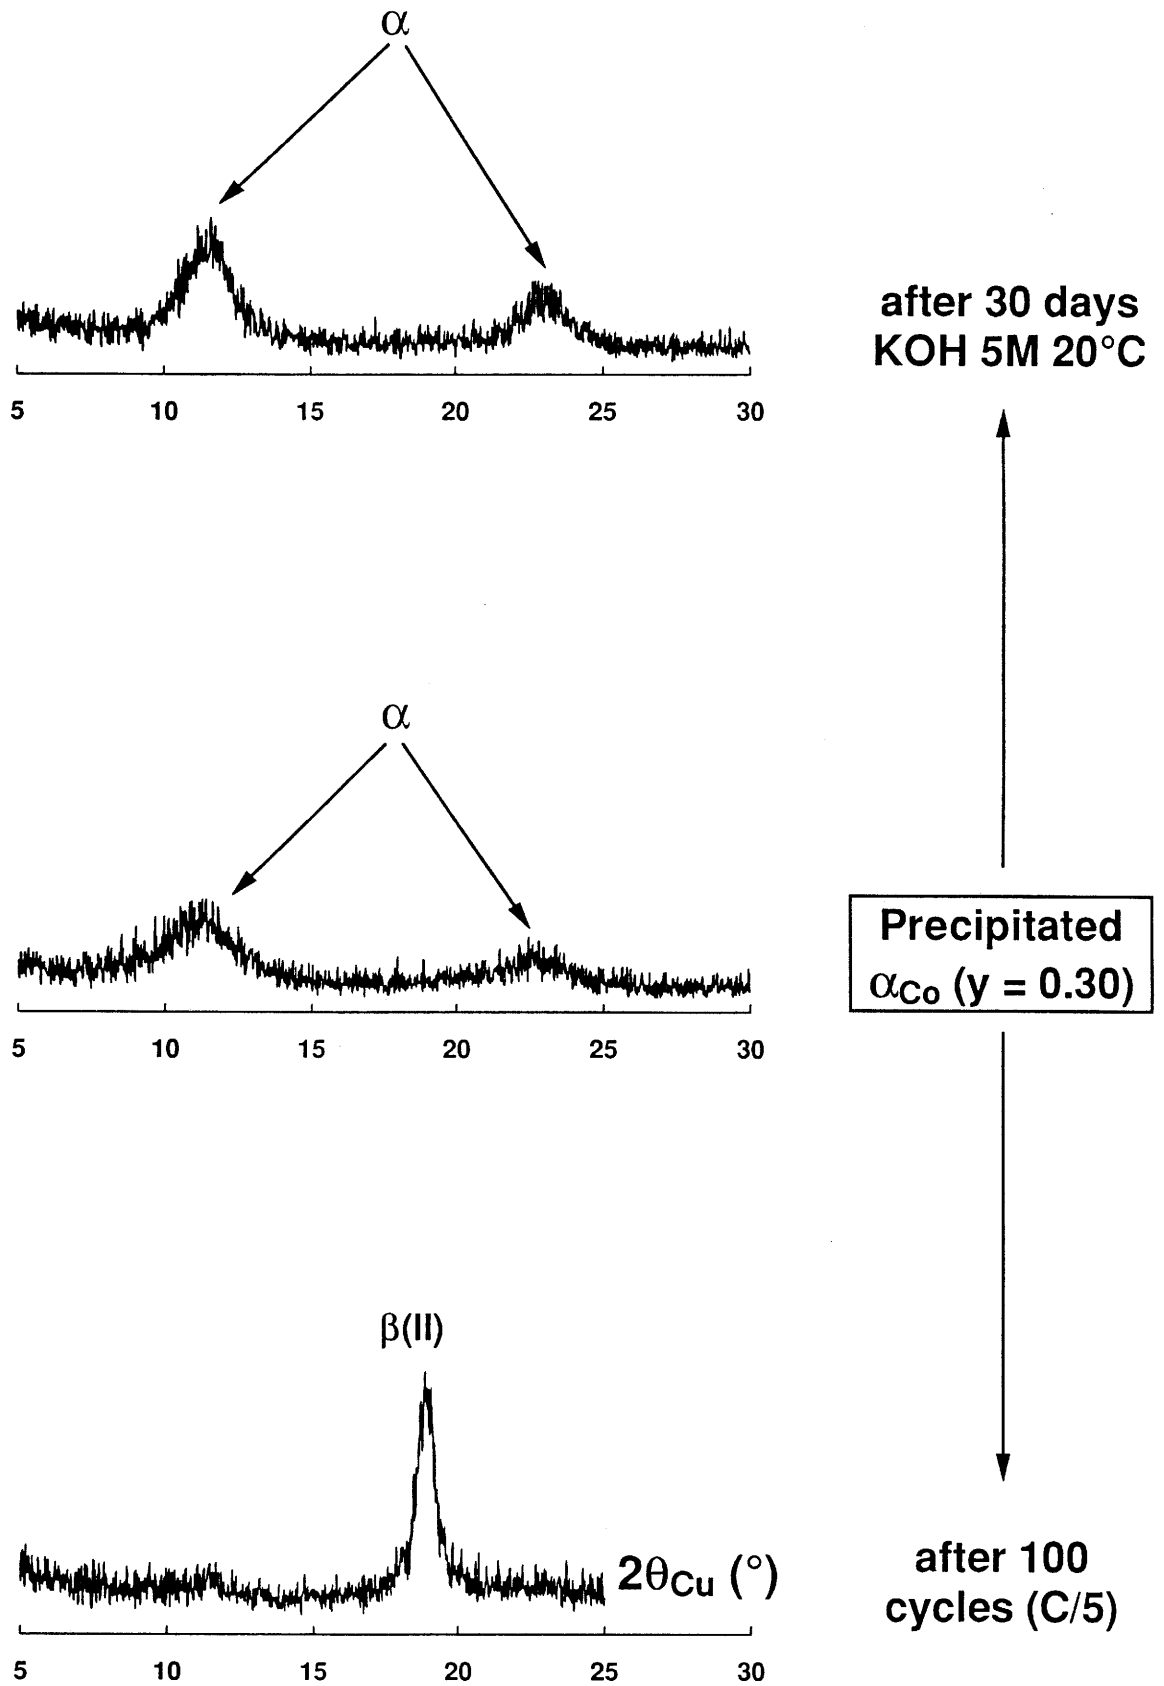 α
after 30 days
KOH 5M 20°C
5 10 15 20 25 30
α
Precipitated
αCo (y = 0.30)
5 10 15 20 25 30
β(II)
2θCu (°)
after 100
cycles (C/5)
5 10 15 20 25 30